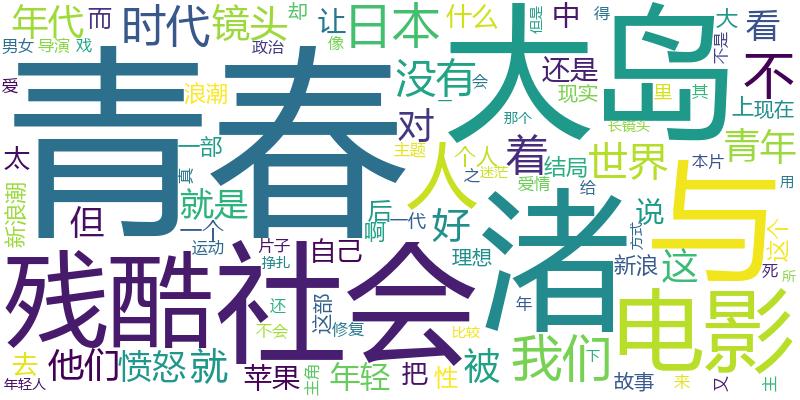 年代
而
时代
镜头
却
让
日本
什么
但是
中
得
大
看
男女
导演
戏
政治
像
没有
还是
大岛
不是
不
爱
浪潮
青春
会
一
现实
里
其
上
现在
对
那个
长镜头
太
一部
真
主题
个人
人
着
结局
世界
青年
之
迷茫
本片
新浪潮
就是
爱情
给
与
用
但
一个
后
一代
啊
好
渚
说
方式
这个
运动
片子
挣扎
自己
理想
新浪
这
死
所
残酷
社会
还
这部
年
电影
不会
修复
比较
去
他们
愤怒
就
被
我们
下
年轻人
苹果
主角
年轻
把
性
故事
未
又
主